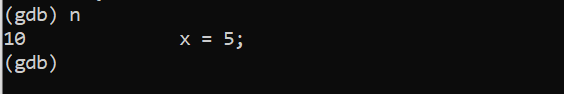 (gdb) n
10 x = 5;
(gdb)